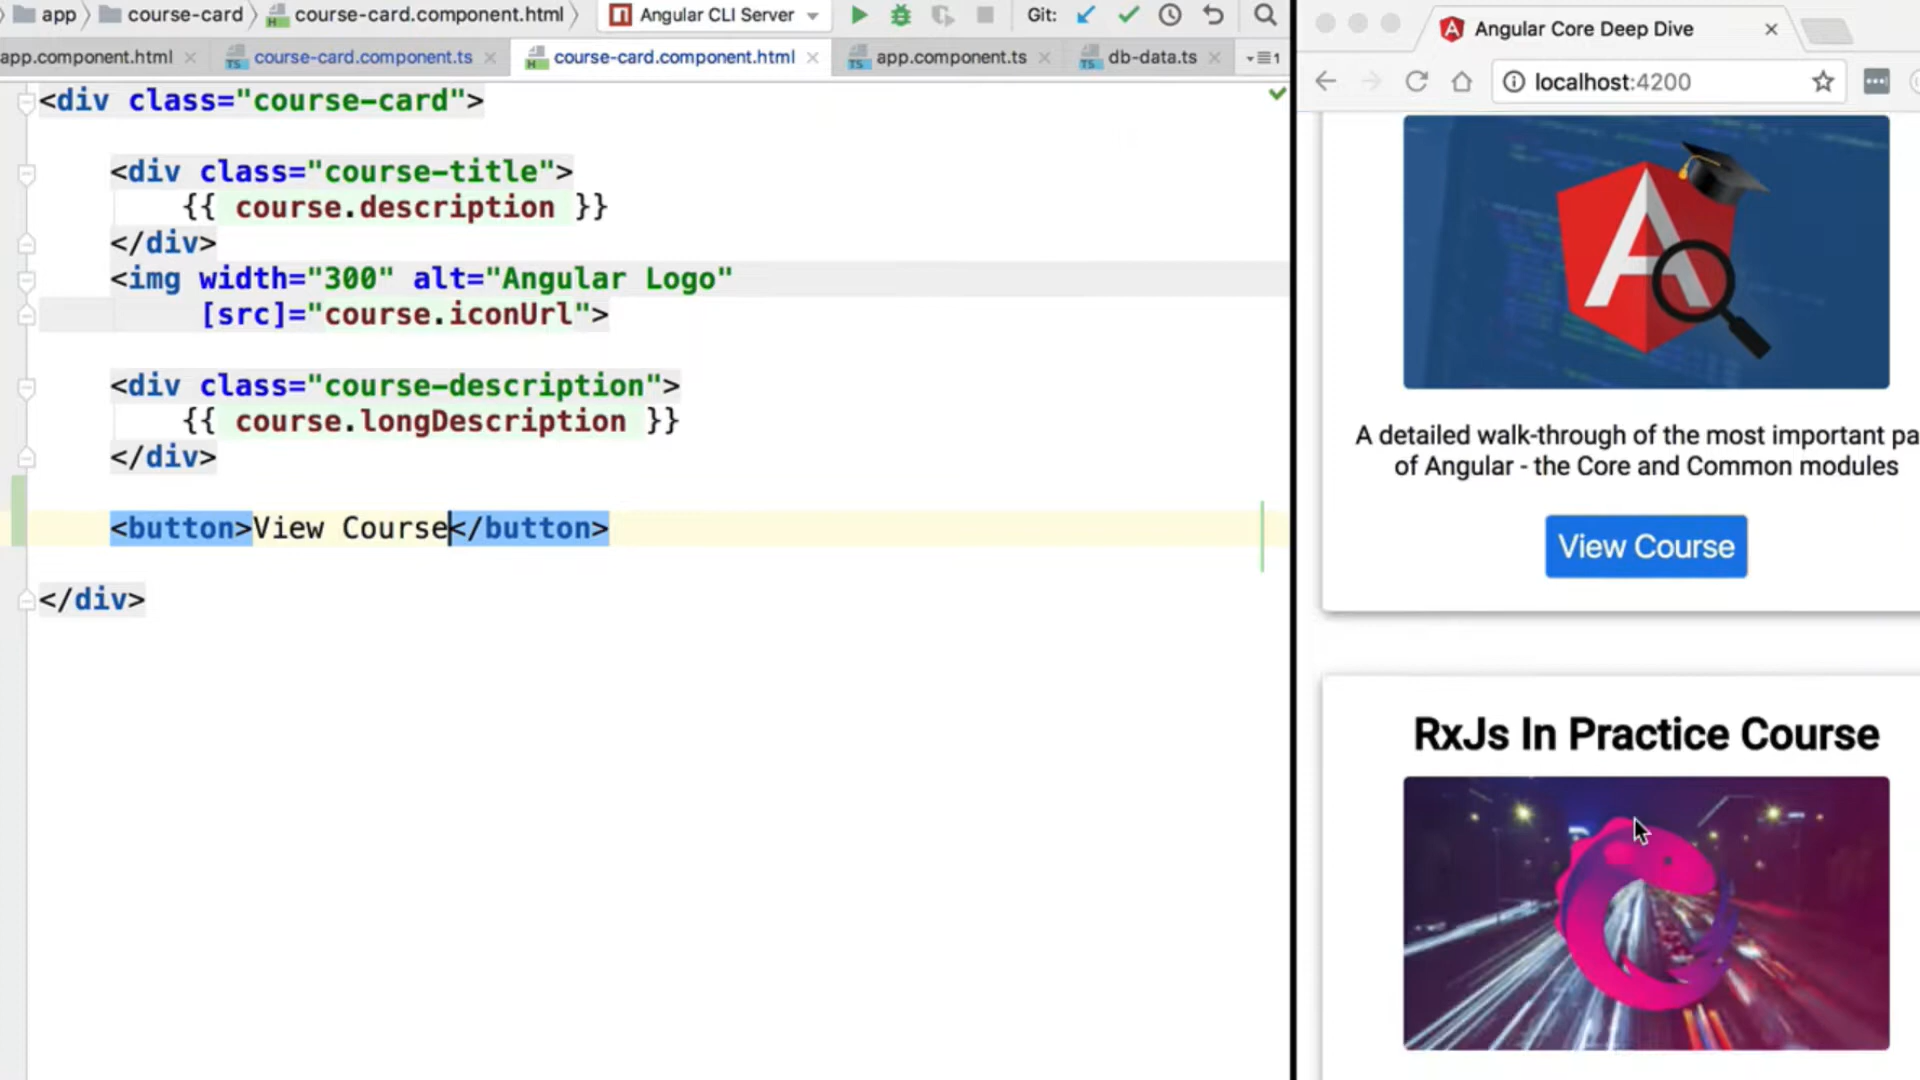 app course-card course-card.component.html Angular CLI Server Git:
app.component.html course-card.component.ts course-card.component.html app.component.ts db-data.ts 1
<div class="course-card">
<div class="course-title">
{{ course.description }}
</div>
<img width="300" alt="Angular Logo"
[src]="course.iconUrl">
<div class="course-description">
{{ course.longDescription }}
</div>
<button>View Course</button>
</div>
Angular Core Deep Dive
localhost:4200
A detailed walk-through of the most important pa
of Angular - the Core and Common modules
View Course
RxJs In Practice Course